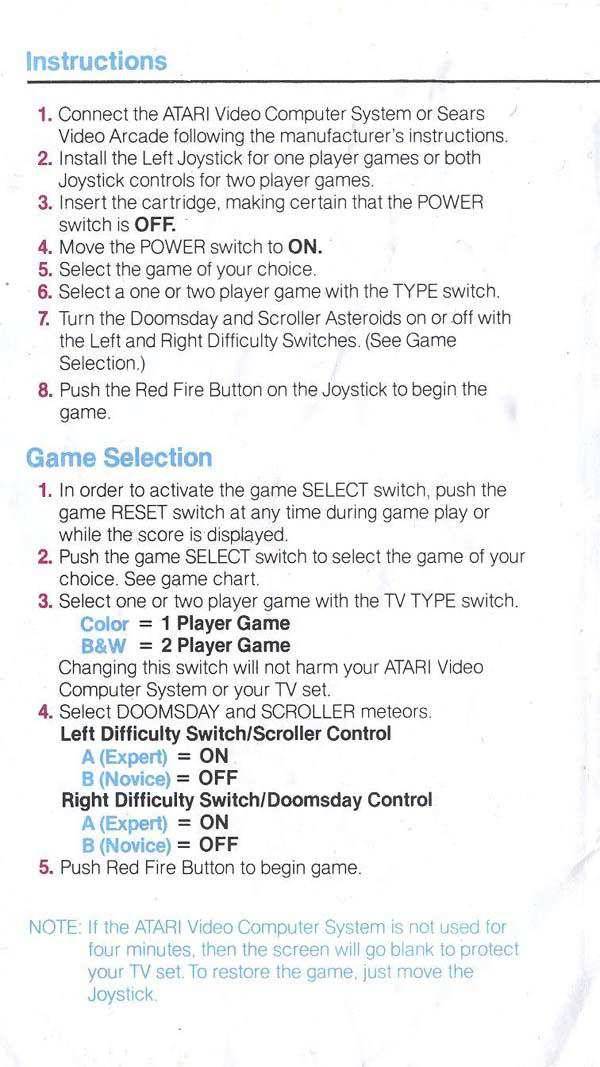 Instructions
1. Connect the ATARI Video Computer System or Sears
Video Arcade following the manufacturer's instructions.
2. Install the Left Joystick for one player games or both
Joystick controls for two player games.
3. Insert the cartridge, making certain that the POWER
switch is OFF.
4. Move the POWER switch to ON.
5. Select the game of your choice.
6. Select a one or two player game with the TYPE switch.
7. Turn the Doomsday and Scroller Asteroids on or off with
the Left and Right Difficulty Switches. (See Game
Selection.)
8. Push the Red Fire Button on the Joystick to begin the
game.
Game Selection
1. In order to activate the game SELECT switch, push the
game RESET switch at any time during game play or
while the score is displayed.
2. Push the game SELECT switch to select the game of your
choice. See game chart.
3. Select one or two player game with the TV TYPE switch.
Color = 1 Player Game
B&W = 2 Player Game
Changing this switch will not harm your ATARI Video
Computer System or your TV set.
4. Select DOOMSDAY and SCROLLER meteors.
Left Difficulty Switch/Scroller Control
A (Expert) = ON
B (Novice) = OFF
Right Difficulty Switch/Doomsday Control
A (Expert) = ON
B (Novice) = OFF
5. Push Red Fire Button to begin game.
NOTE: If the ATARI Video Computer System is not used for
four minutes, then the screen will go blank to protect
your TV set. To restore the game, just move the
Joystick.